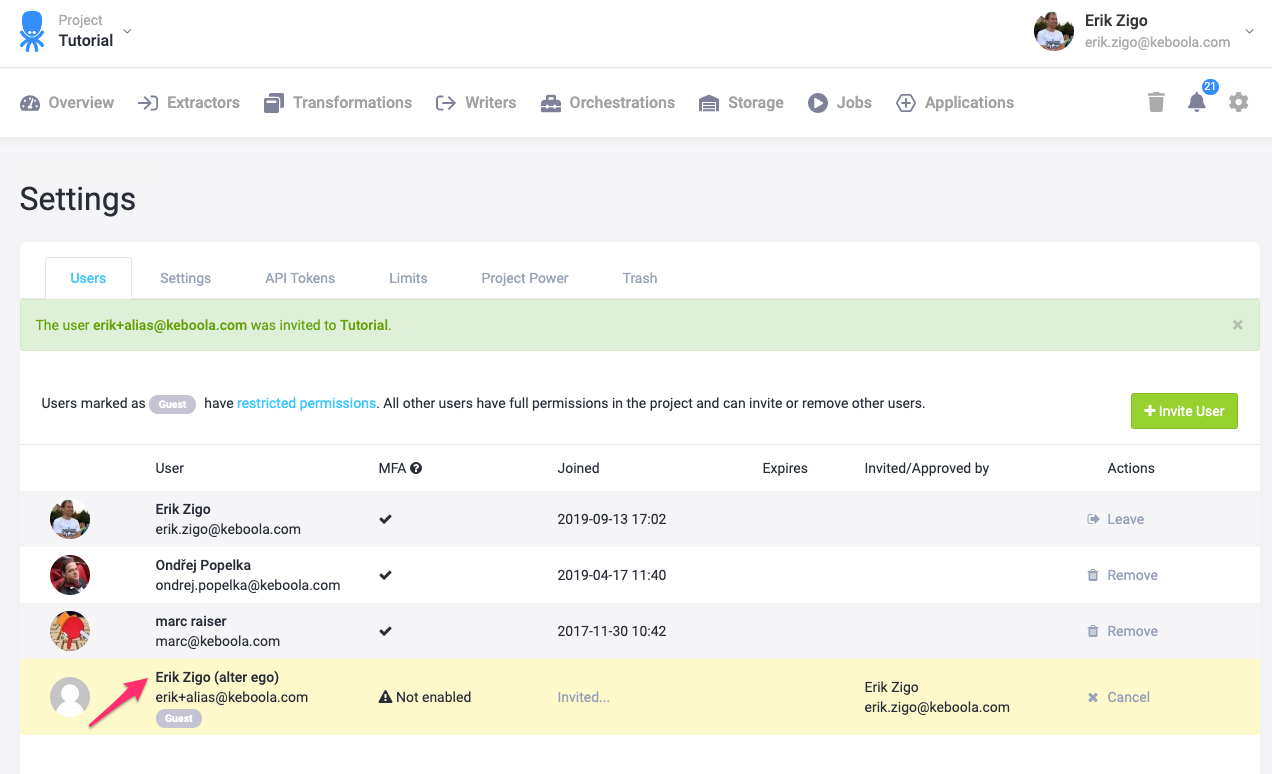 Project
Tutorial
Erik Zigo
erik.zigo@keboola.com
Overview Extractors Transformations Writers Orchestrations Storage Jobs Applications 21
Settings
Users Settings API Tokens Limits Project Power Trash
The user erik+alias@keboola.com was invited to Tutorial. ×
Users marked as Guest have restricted permissions. All other users have full permissions in the project and can invite or remove other users.
+ Invite User
User MFA ? Joined Expires Invited/Approved by Actions
Erik Zigo
erik.zigo@keboola.com
2019-09-13 17:02
Leave
Ondřej Popelka
ondrej.popelka@keboola.com
2019-04-17 11:40
Remove
marc raiser
marc@keboola.com
2017-11-30 10:42
Remove
Erik Zigo (alter ego)
erik+alias@keboola.com
Guest
Not enabled
Invited...
Erik Zigo
erik.zigo@keboola.com
Cancel